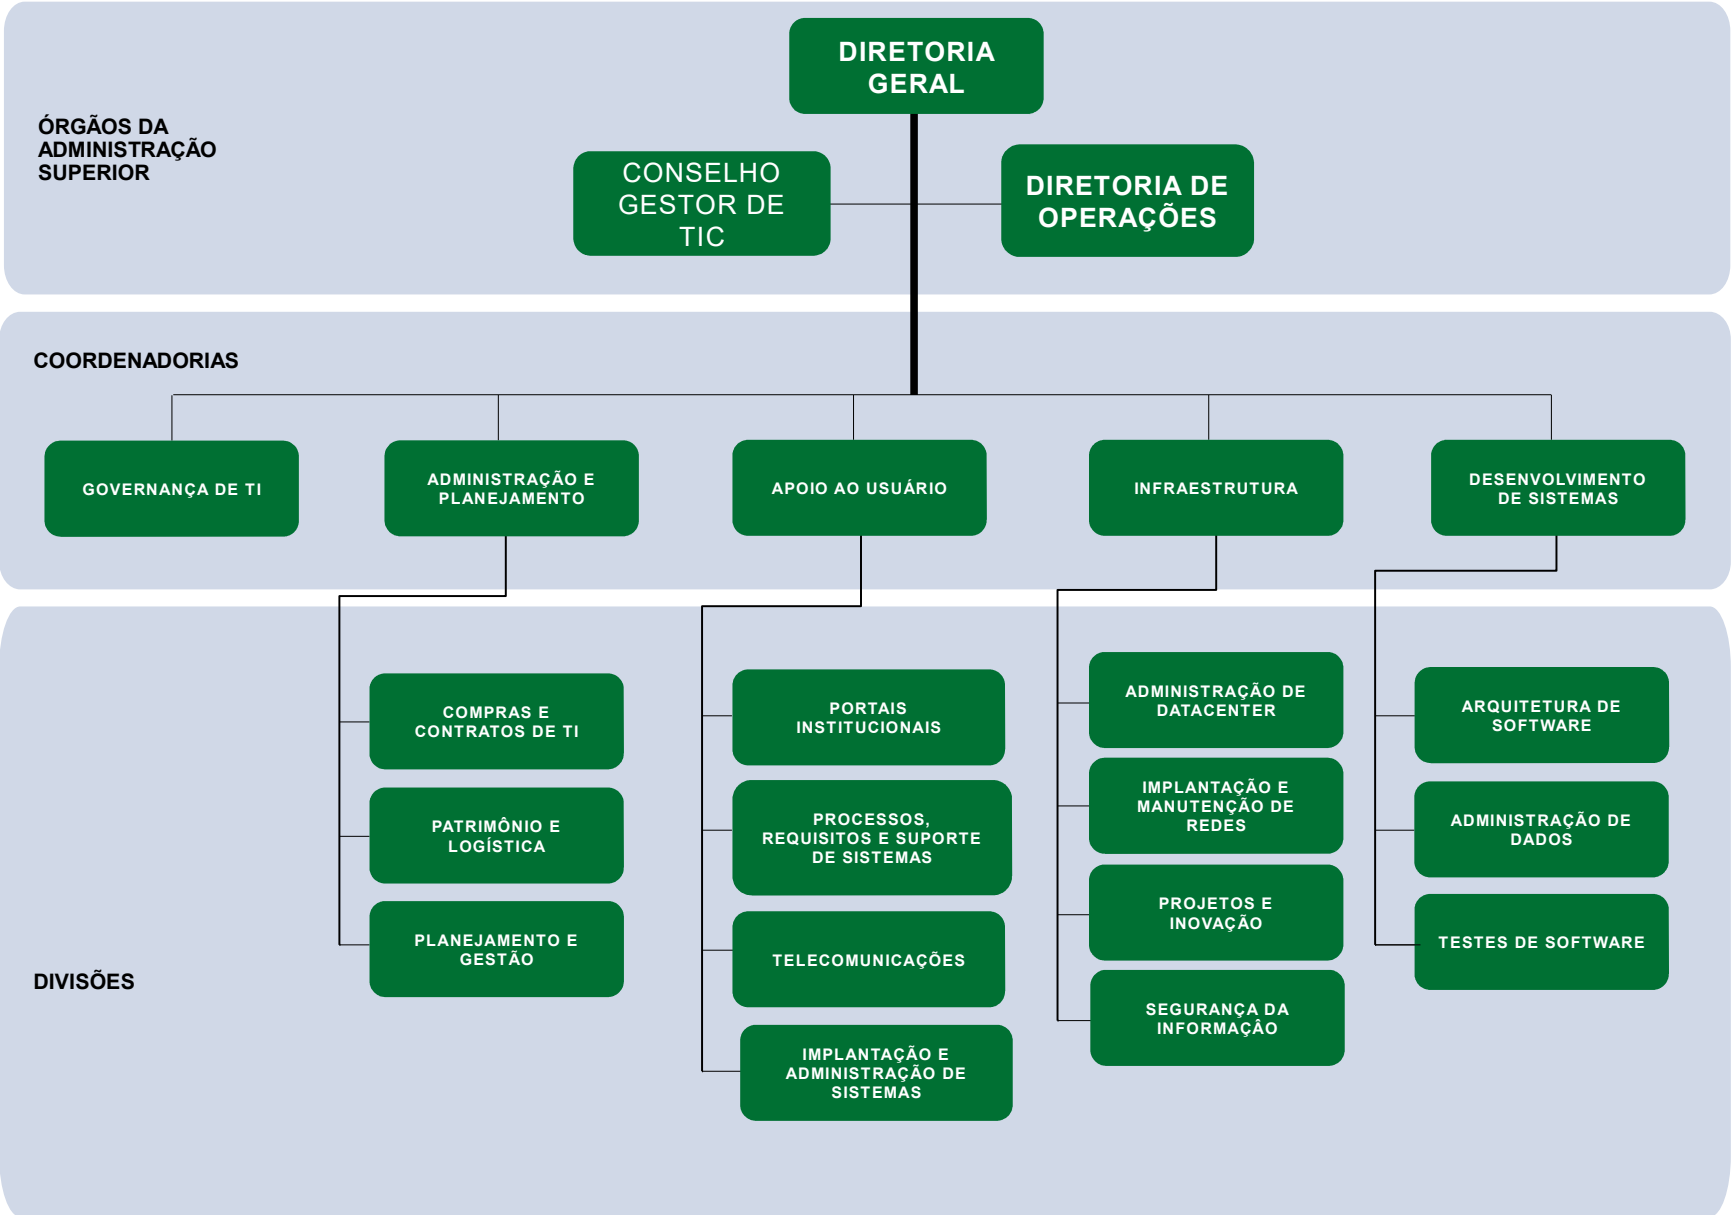 DIRETORIA
GERAL
ÓRGÃOS DA
ADMINISTRAÇÃO
SUPERIOR
CONSELHO
GESTOR DE
TIC
DIRETORIA DE
OPERAÇÕES
COORDENADORIAS
GOVERNANÇA DE TI
ADMINISTRAÇÃO E
PLANEJAMENTO
APOIO AO USUÁRIO
INFRAESTRUTURA
DESENVOLVIMENTO
DE SISTEMAS
DIVISÕES
COMPRAS E
CONTRATOS DE TI
PATRIMÔNIO E
LOGÍSTICA
PLANEJAMENTO E
GESTÃO
PORTAIS
INSTITUCIONAIS
PROCESSOS,
REQUISITOS E SUPORTE
DE SISTEMAS
TELECOMUNICAÇÕES
IMPLANTAÇÃO E
ADMINISTRAÇÃO DE
SISTEMAS
ADMINISTRAÇÃO DE
DATACENTER
IMPLANTAÇÃO E
MANUTENÇÃO DE
REDES
PROJETOS E
INOVAÇÃO
SEGURANÇA DA
INFORMAÇÂO
ARQUITETURA DE
SOFTWARE
ADMINISTRAÇÃO DE
DADOS
TESTES DE SOFTWARE